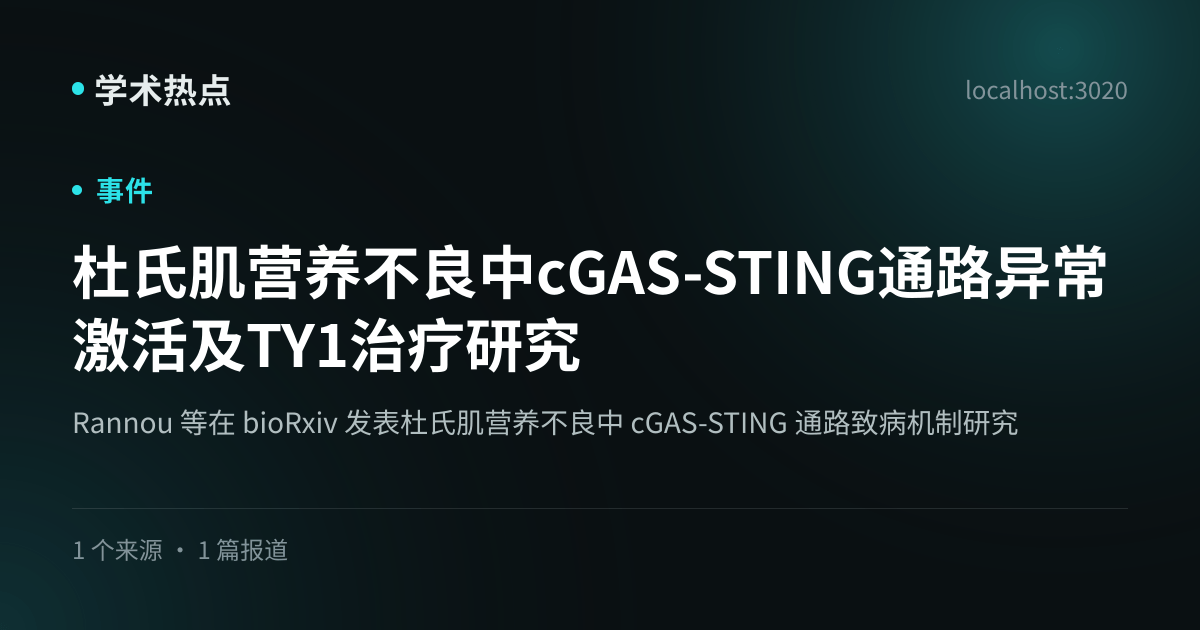 学术热点
localhost:3020
事件
杜氏肌营养不良中cGAS-STING通路异常
激活及TY1治疗研究
Rannou 等在 bioRxiv 发表杜氏肌营养不良中 cGAS-STING 通路致病机制研究
1 个来源 · 1 篇报道